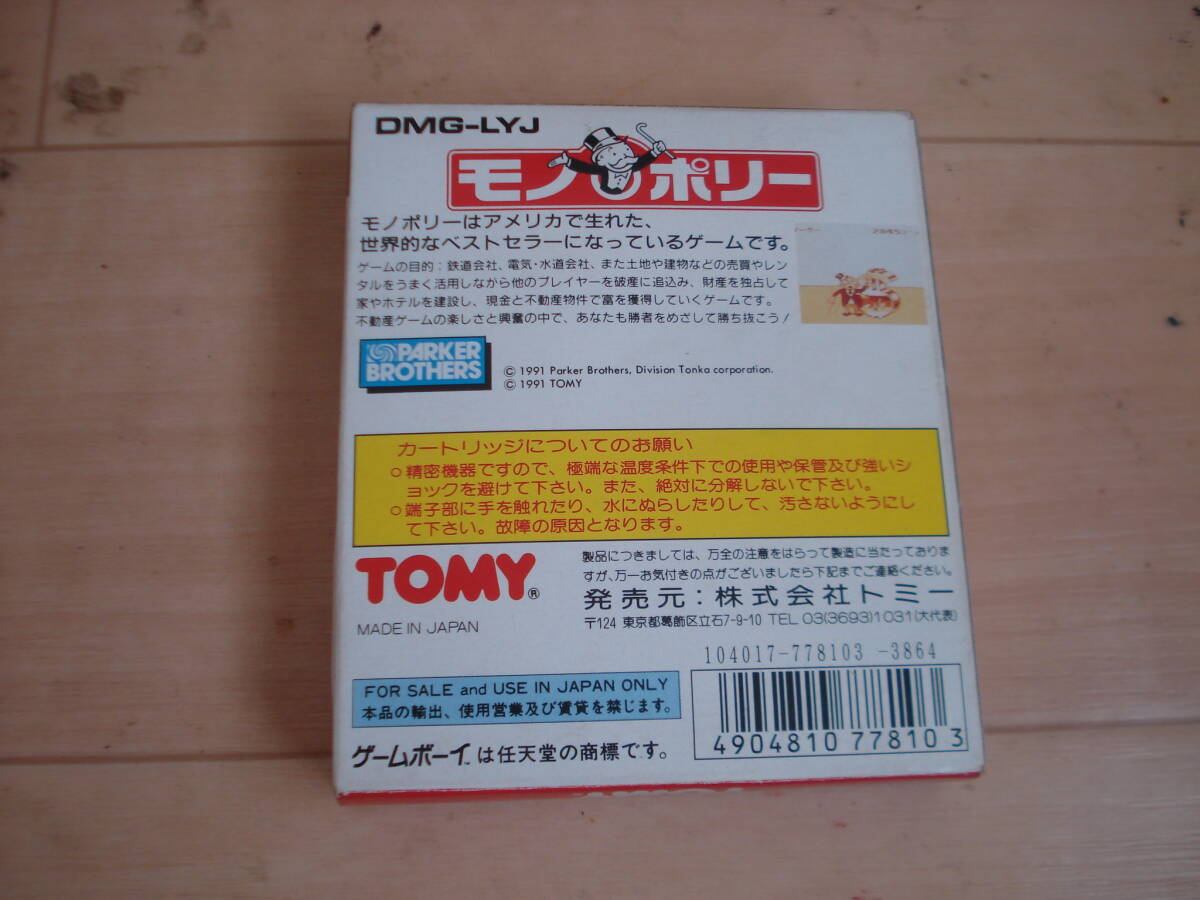 DMG-LYJ
モノポリー
モノポリーはアメリカで生れた、
世界的なベストセラーになっているゲームです。
ゲームの目的：鉄道会社、電気・水道会社、また土地や建物などの売買やレン
タルをうまく活用しながら他のプレイヤーを破産に追込み、財産を独占して
家やホテルを建設し、現金と不動産物件で富を獲得していくゲームです。
不動産ゲームの楽しさと興奮の中で、あなたも勝者をめざして勝ち抜こう！
PARKER
BROTHERS
© 1991 Parker Brothers, Division Tonka corporation.
© 1991 TOMY
カートリッジについてのお願い
○精密機器ですので、極端な温度条件下での使用や保管及び強いシ
ョックを避けて下さい。また、絶対に分解しないで下さい。
○端子部に手を触れたり、水にぬらしたりして、汚さないようにし
て下さい。故障の原因となります。
TOMY®
MADE IN JAPAN
製品につきましては、万全の注意をはらって製造に当たっておりま
すが、万一お気付きの点がございましたら下記までご連絡ください。
発売元：株式会社トミー
〒124 東京都葛飾区立石7-9-10 TEL 03(3693)1031(大代表)
104017-778103 -3864
FOR SALE and USE IN JAPAN ONLY
本品の輸出、使用営業及び賃貸を禁じます。
4904810 778103
ゲームボーイ™は任天堂の商標です。